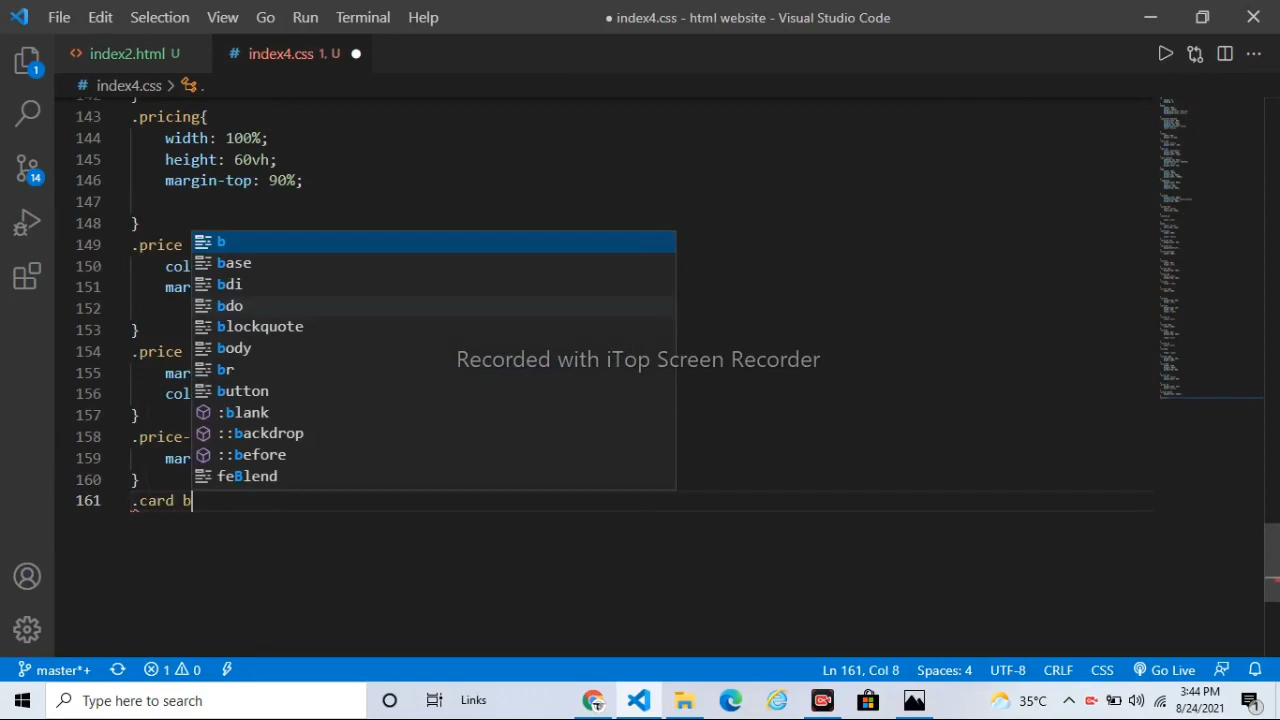 File Edit Selection View Go Run Terminal Help
● index4.css - html website - Visual Studio Code
<> index2.html U
# index4.css 1, U ●
# index4.css > .
143 .pricing{
144 width: 100%;
145 height: 60vh;
146 margin-top: 90%;
147
148 }
149 .price
150 col
151 mar
152
153 }
154 .price
155 mar
156 col
157 }
158 .price-
159 mar
160 }
161 .card b
b
base
bdi
bdo
blockquote
body
br
button
:blank
::backdrop
::before
feBlend
Recorded with iTop Screen Recorder
1
14
master*+ 1 0 Ln 161, Col 8 Spaces: 4 UTF-8 CRLF CSS Go Live
Type here to search Links 35°C 3:44 PM
8/24/2021
1